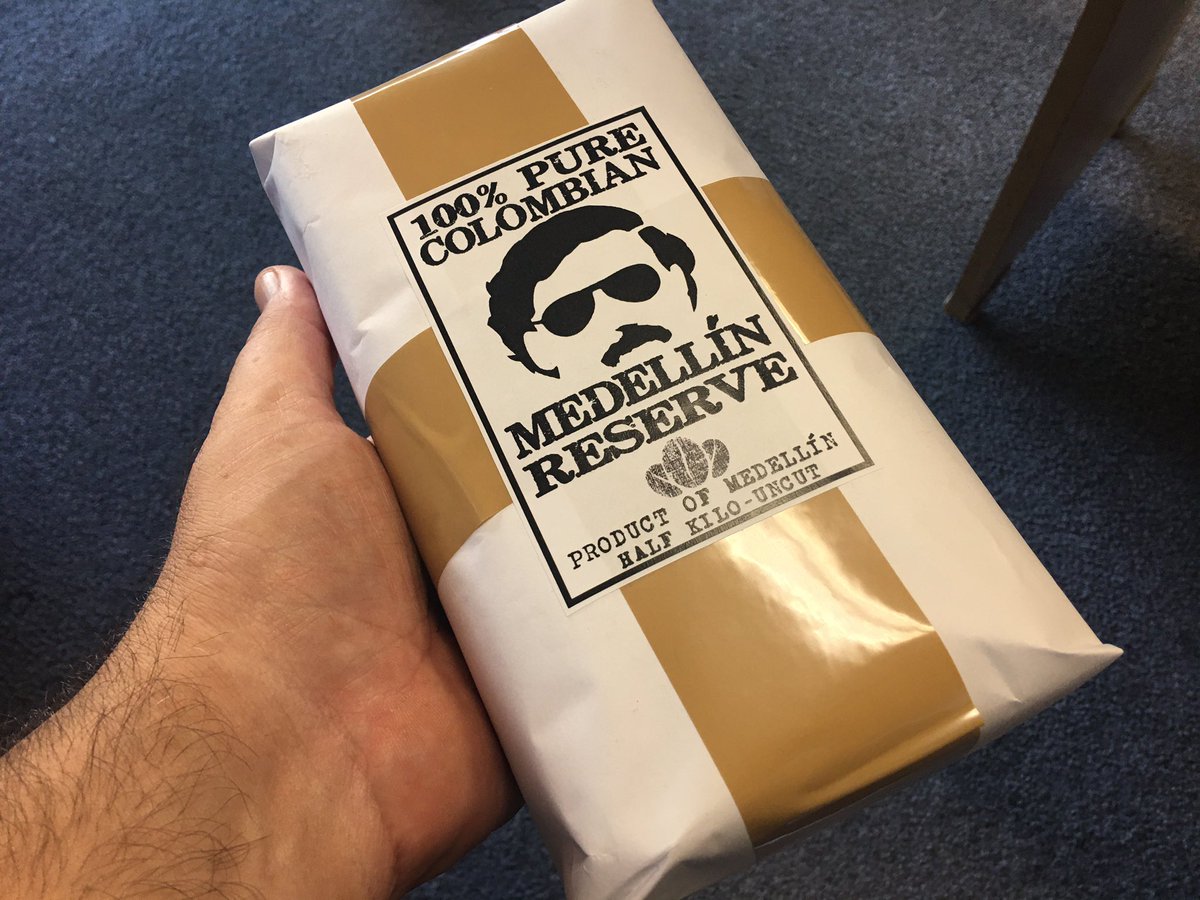 100% PURE
COLOMBIAN
MEDELLÍN
RESERVE
PRODUCT OF MEDELLÍN
HALF KILO-UNCUT